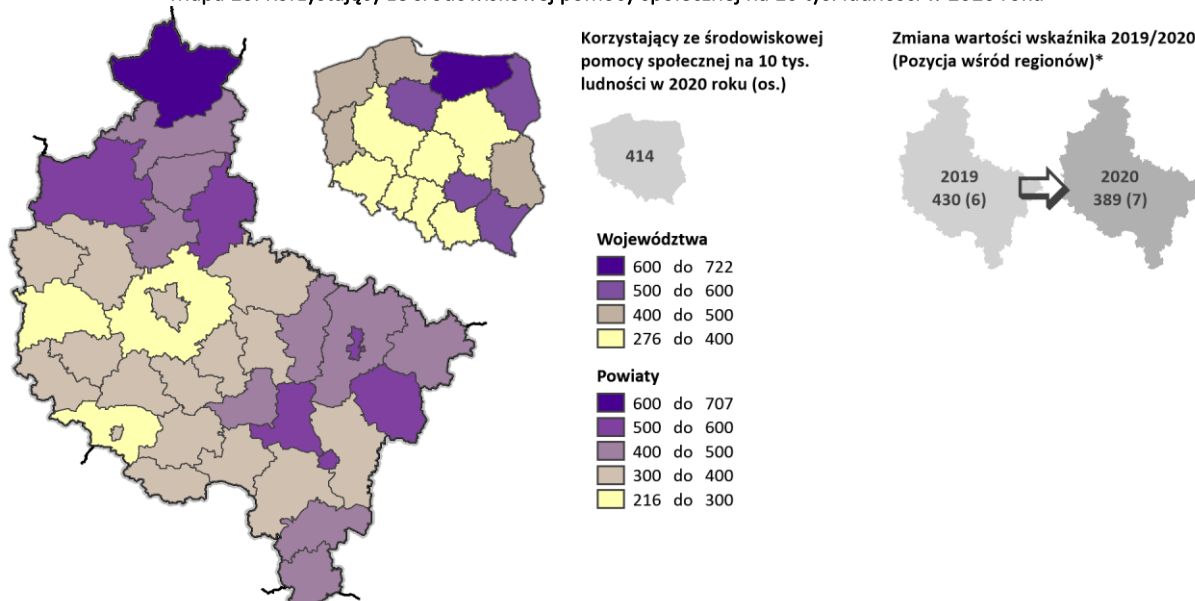 Korzystający ze środowiskowej
pomocy społecznej na 10 tys.
ludności w 2020 roku (os.)
414
Zmiana wartości wskaźnika 2019/2020
(Pozycja wśród regionów)*
2019
430 (6)
2020
389 (7)
Województwa
600 do 722
500 do 600
400 do 500
276 do 400
Powiaty
600 do 707
500 do 600
400 do 500
300 do 400
216 do 300